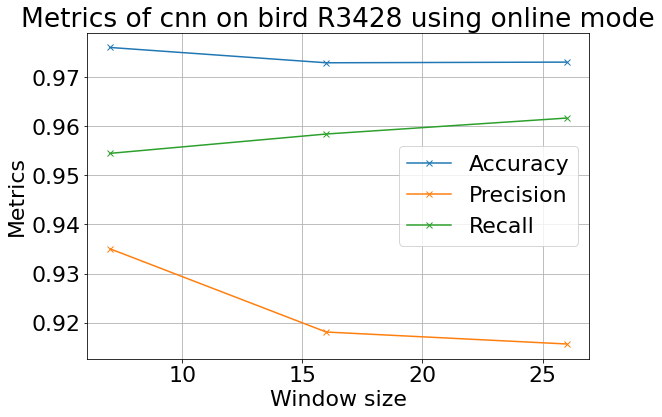 Metrics of cnn on bird R3428 using online mode
0.97
0.96
0.95
0.94
0.93
0.92
Metrics
Accuracy
Precision
Recall
10
15
20
25
Window size